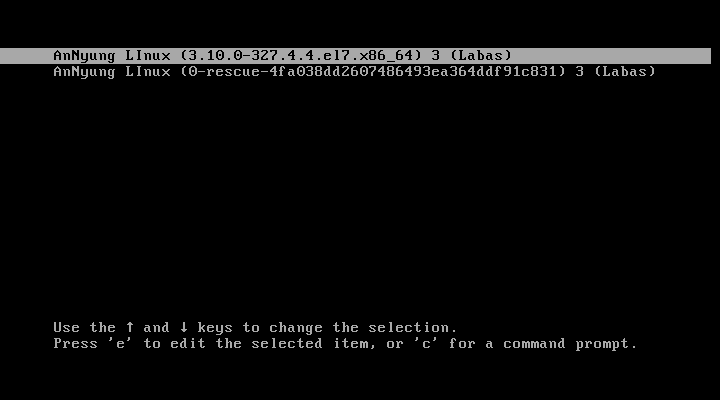 AnNyung LInux (3.10.0-327.4.4.el7.x86_64) 3 (Labas)
AnNyung LInux (0-rescue-4fa038dd2607486493ea364ddf91c831) 3 (Labas)
Use the ↑ and ↓ keys to change the selection.
Press 'e' to edit the selected item, or 'c' for a command prompt.